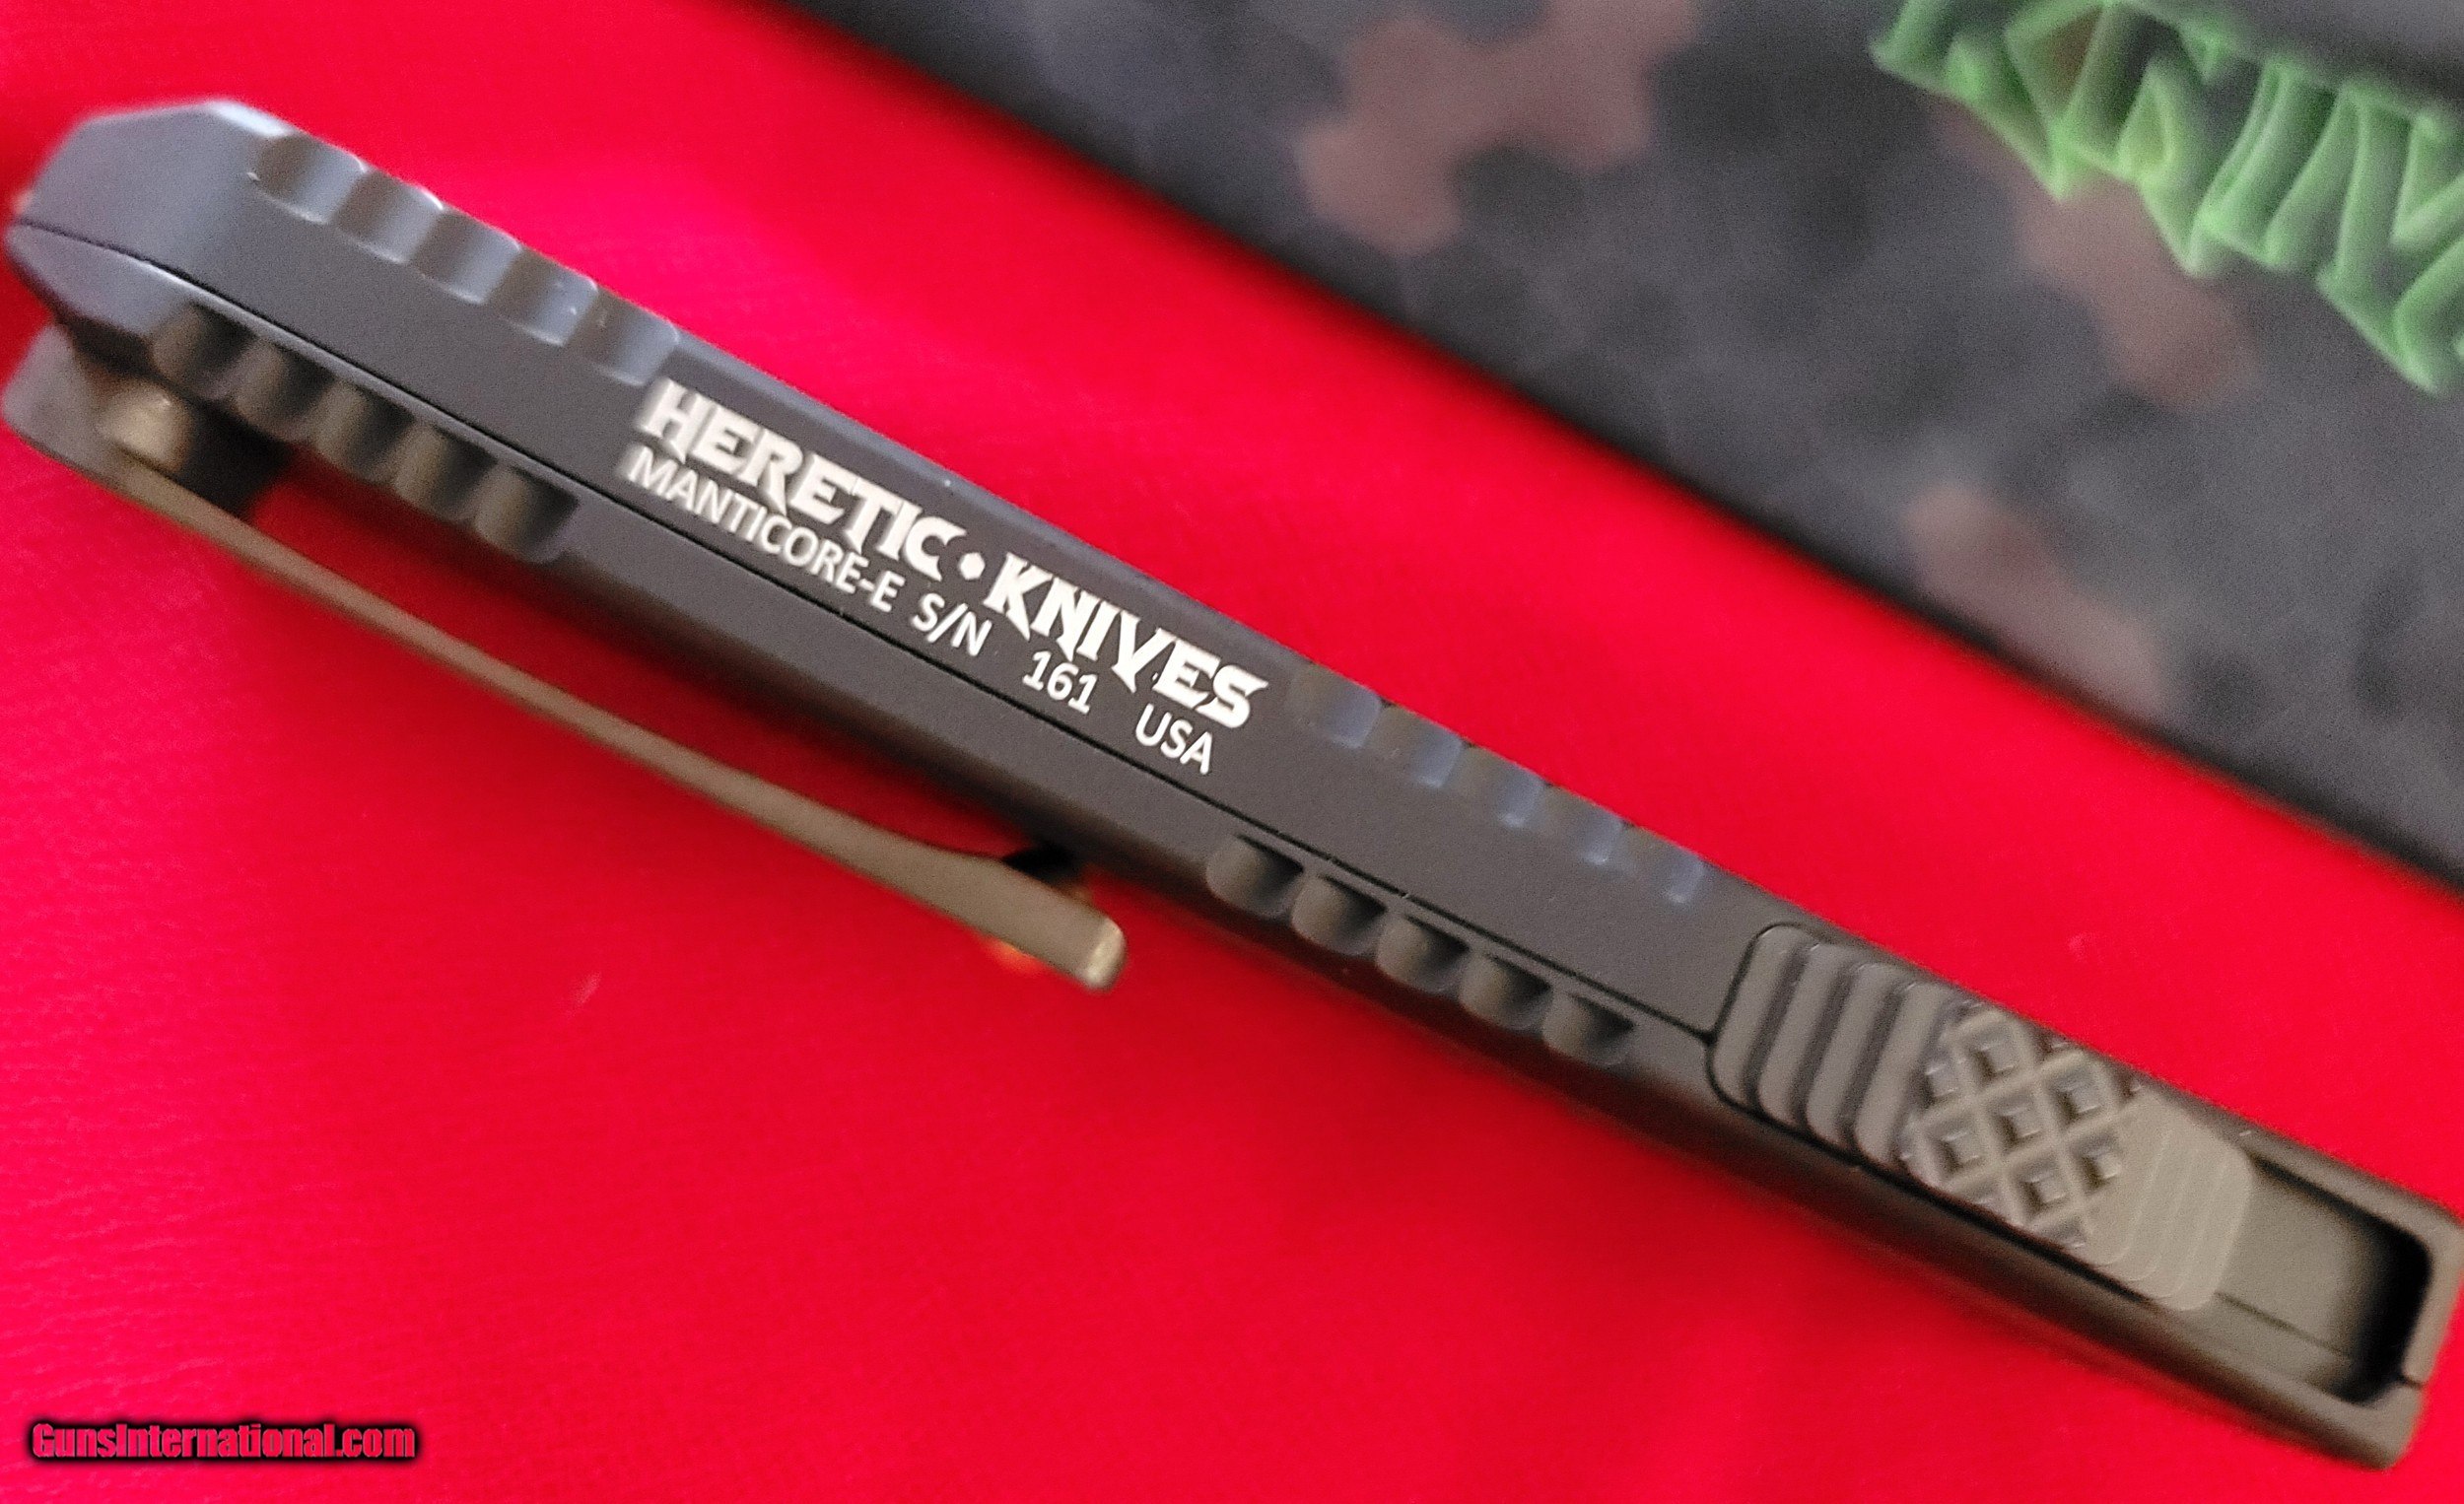 HERETIC • KNIVES
MANTICORE-E S/N 161 USA
GunsInternational.com